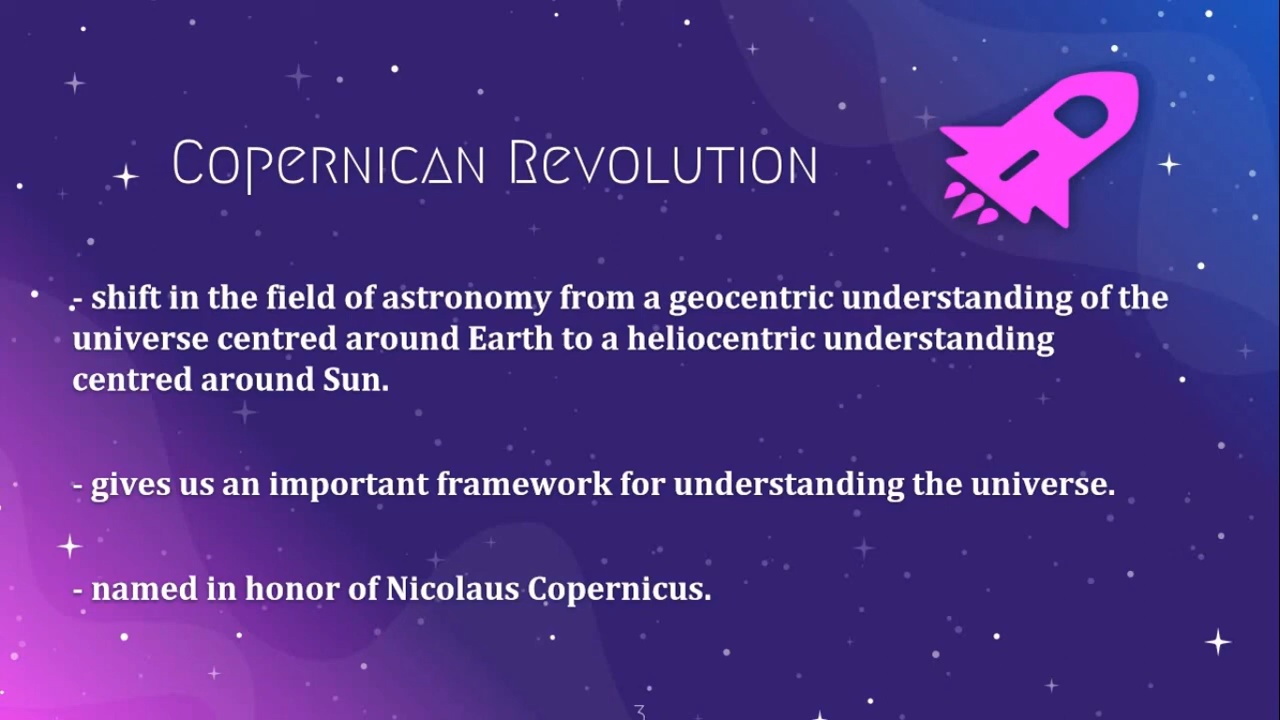 Copernican Revolution
- shift in the field of astronomy from a geocentric understanding of the
universe centred around Earth to a heliocentric understanding
centred around Sun.
- gives us an important framework for understanding the universe.
- named in honor of Nicolaus Copernicus.
3